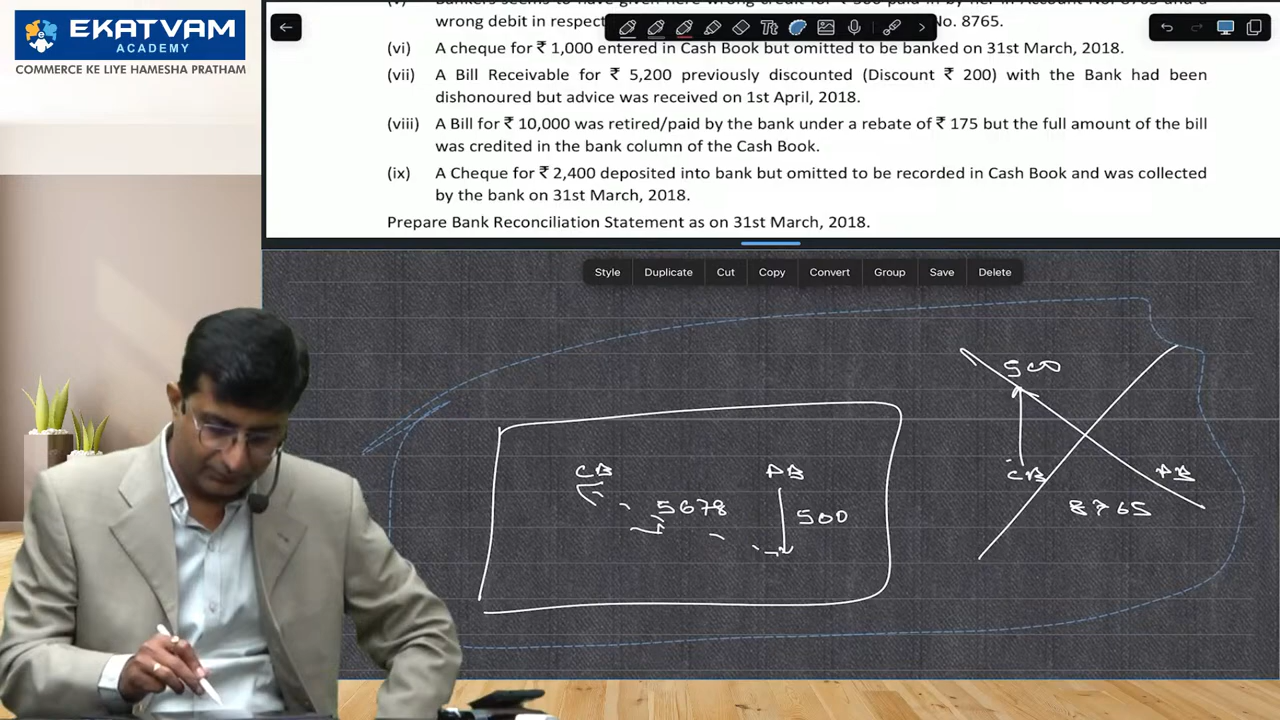 EKATVAM
ACADEMY
COMMERCE KE LIYE HAMESHA PRATHAM
wrong debit in respect No. 8765.
(vi) A cheque for ₹ 1,000 entered in Cash Book but omitted to be banked on 31st March, 2018.
(vii) A Bill Receivable for ₹ 5,200 previously discounted (Discount ₹ 200) with the Bank had been
dishonoured but advice was received on 1st April, 2018.
(viii) A Bill for ₹ 10,000 was retired/paid by the bank under a rebate of ₹ 175 but the full amount of the bill
was credited in the bank column of the Cash Book.
(ix) A Cheque for ₹ 2,400 deposited into bank but omitted to be recorded in Cash Book and was collected
by the bank on 31st March, 2018.
Prepare Bank Reconciliation Statement as on 31st March, 2018.
Style Duplicate Cut Copy Convert Group Save Delete
500
CB PB
CB PB
5678 500
8765